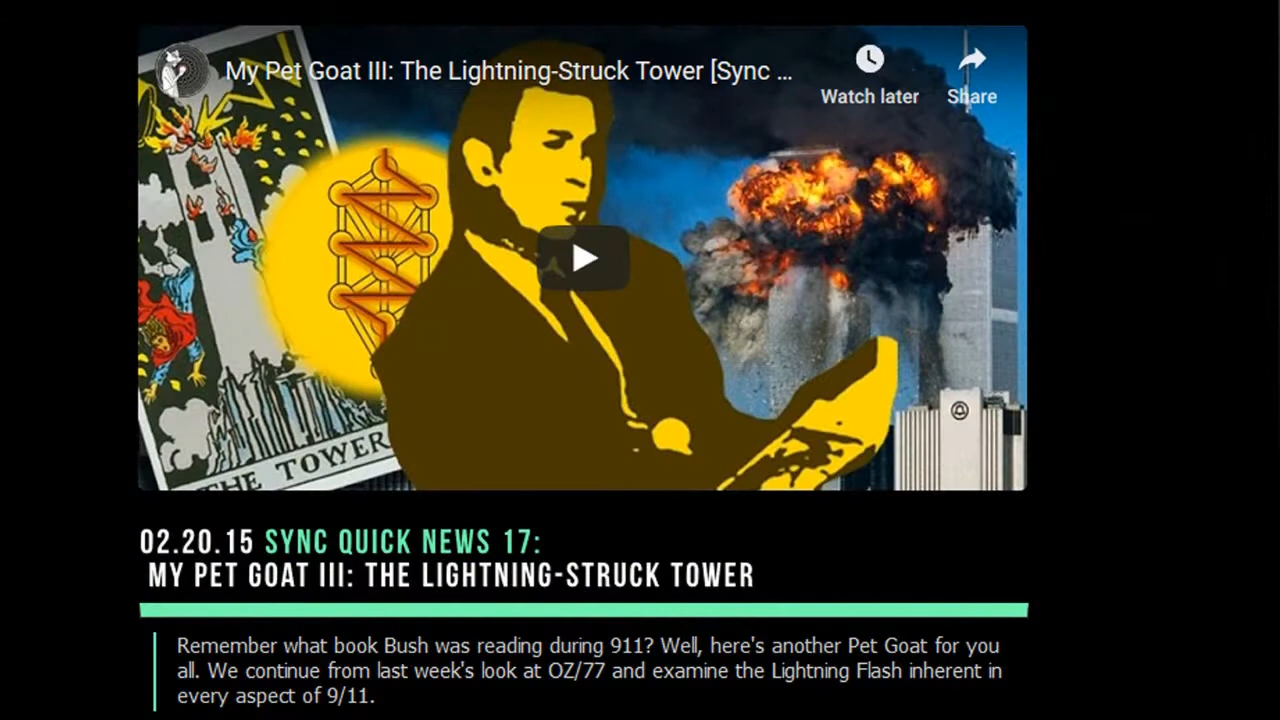 My Pet Goat III: The Lightning-Struck Tower [Sync ...
Watch later
Share
THE TOWER
02.20.15 SYNC QUICK NEWS 17:
MY PET GOAT III: THE LIGHTNING-STRUCK TOWER
Remember what book Bush was reading during 911? Well, here's another Pet Goat for you
all. We continue from last week's look at OZ/77 and examine the Lightning Flash inherent in
every aspect of 9/11.